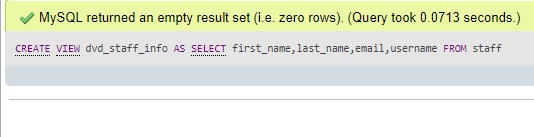 MySQL returned an empty result set (i.e. zero rows). (Query took 0.0713 seconds.)
CREATE VIEW dvd_staff_info AS SELECT first_name,last_name,email,username FROM staff